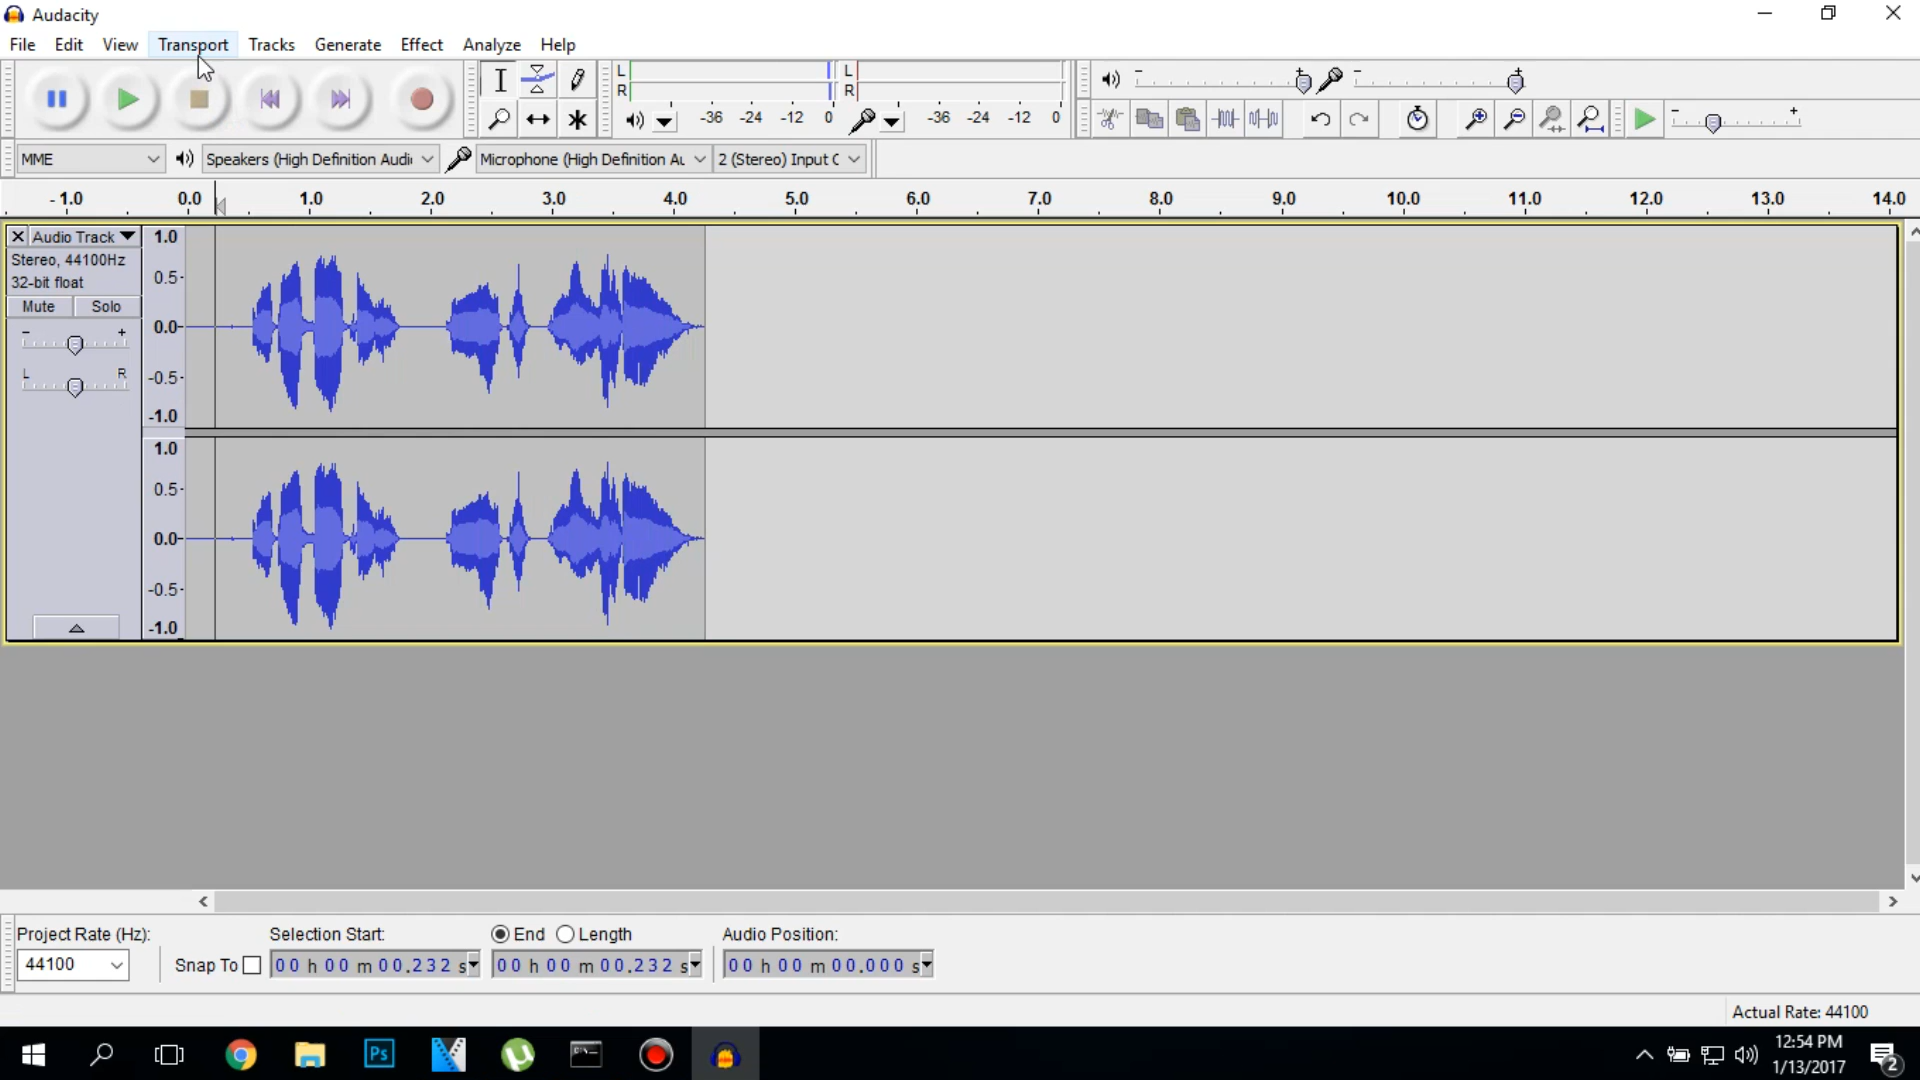 Audacity
File Edit View Transport Tracks Generate Effect Analyze Help
L
R
-36 -24 -12 0
L
R
-36 -24 -12 0
MME
Speakers (High Definition Audi
Microphone (High Definition Au
2 (Stereo) Input C
-1.0 0.0 1.0 2.0 3.0 4.0 5.0 6.0 7.0 8.0 9.0 10.0 11.0 12.0 13.0 14.0
Audio Track
Stereo, 44100Hz
32-bit float
Mute Solo
- +
L R
1.0
0.5-
0.0-
-0.5-
-1.0
1.0
0.5-
0.0-
-0.5-
-1.0
Project Rate (Hz):
44100
Snap To
Selection Start:
00 h 00 m 00.232 s
End Length
00 h 00 m 00.232 s
Audio Position:
00 h 00 m 00.000 s
Actual Rate: 44100
Ps
12:54 PM
1/13/2017
2